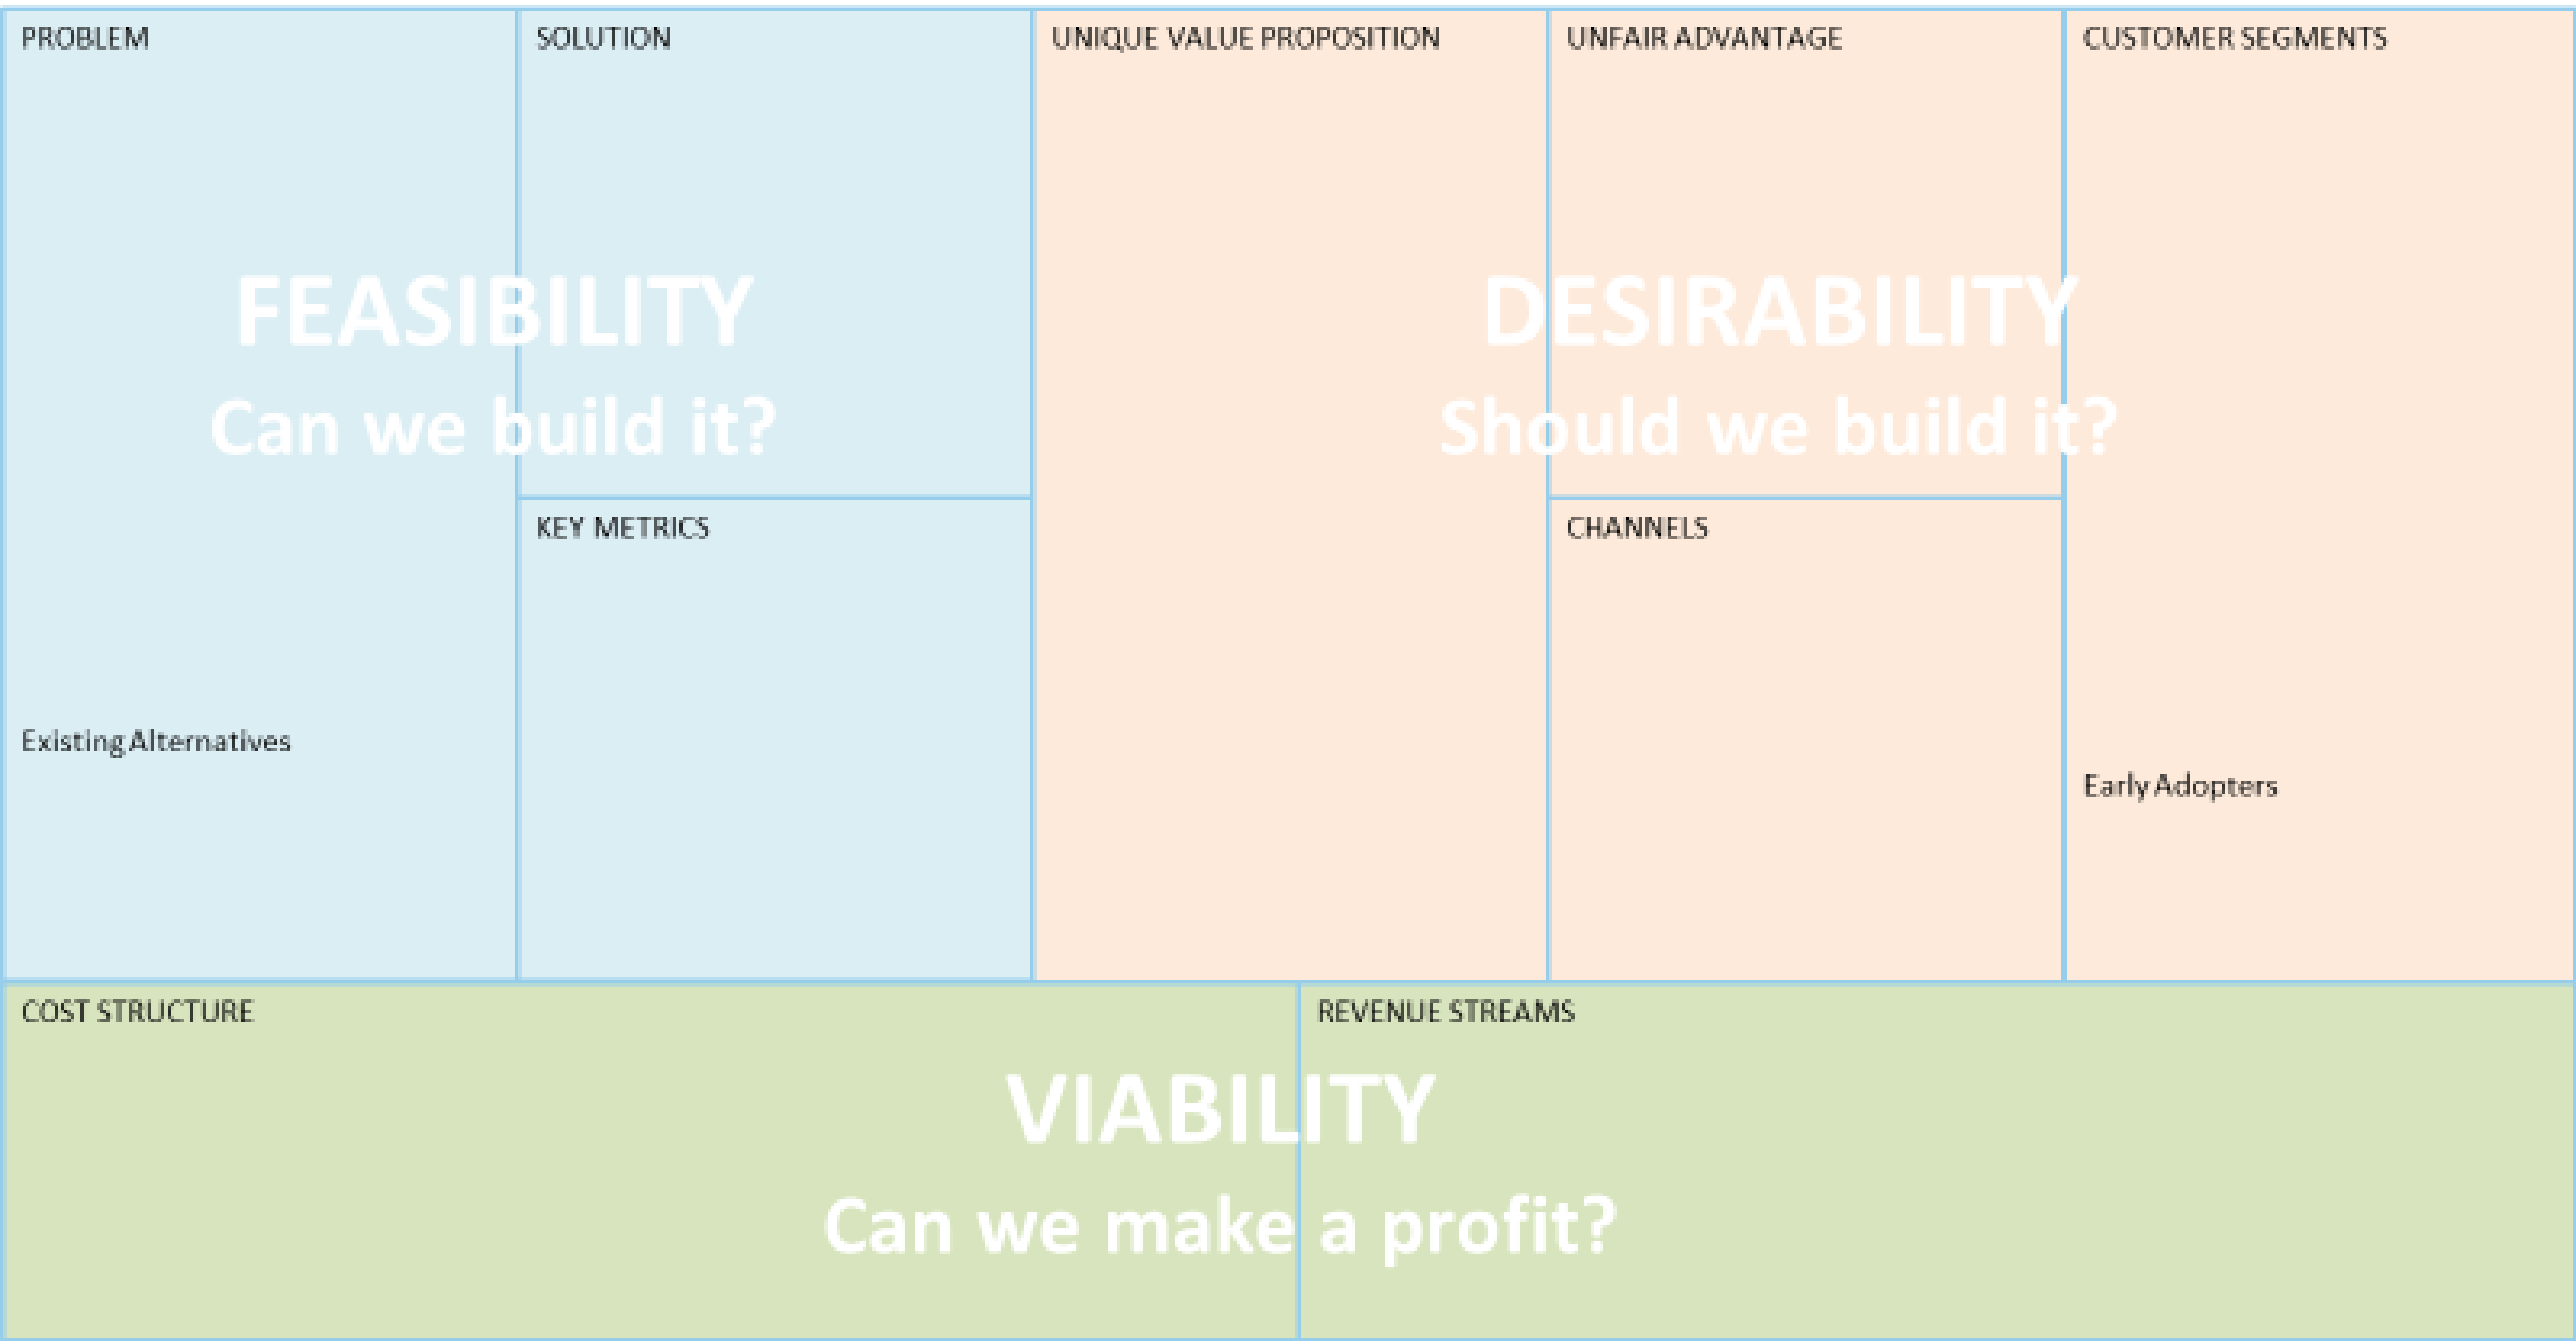 PROBLEM
SOLUTION
UNIQUE VALUE PROPOSITION
UNFAIR ADVANTAGE
CUSTOMER SEGMENTS
FEASIBILITY
Can we build it?
DESIRABILITY
Should we build it?
KEY METRICS
CHANNELS
Existing Alternatives
Early Adopters
COST STRUCTURE
REVENUE STREAMS
VIABILITY
Can we make a profit?